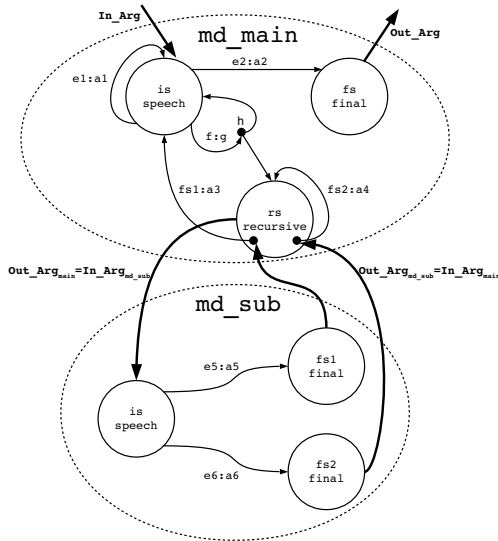 In_Arg
md_main
Out_Arg
e1:a1
is
speech
e2:a2
fs
final
f:g
h
fs1:a3
rs
recursive
fs2:a4
Out_Arg_main=In_Arg_md_sub
Out_Arg_md_sub=In_Arg_main
md_sub
is
speech
e5:a5
fs1
final
e6:a6
fs2
final